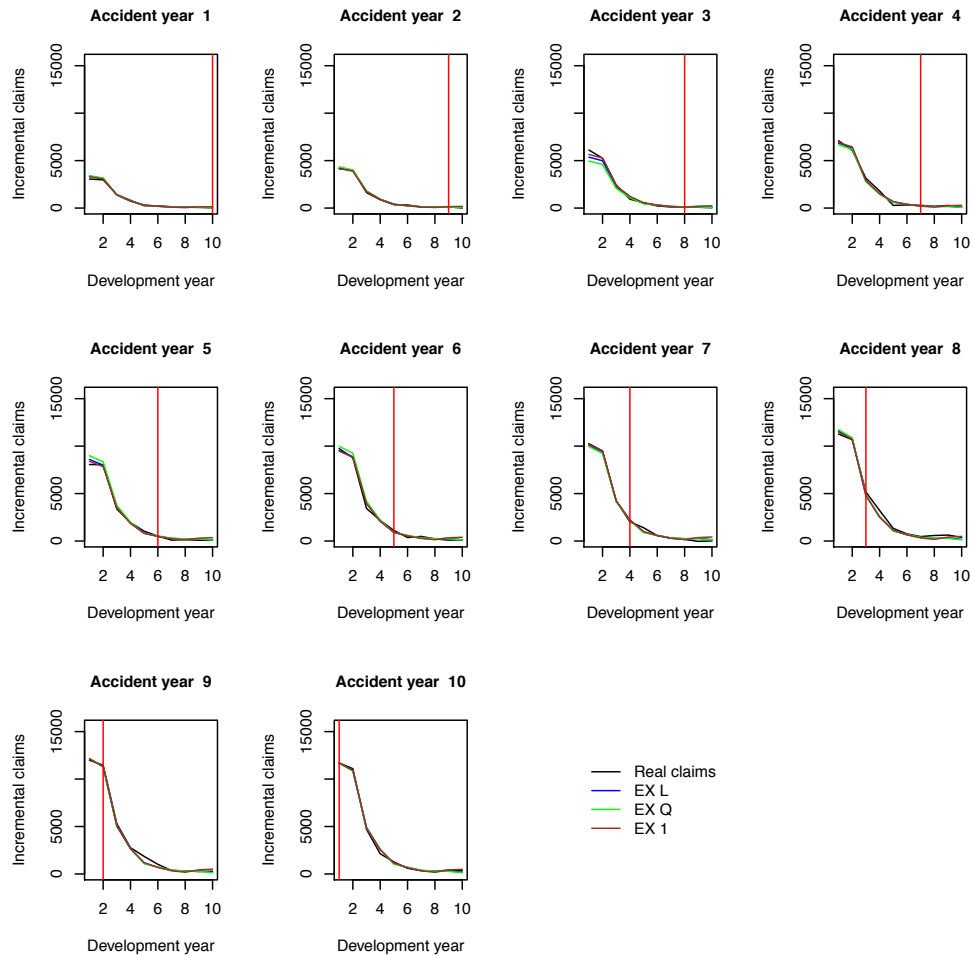 Accident year 1
Incremental claims
0 5000 15000
2 4 6 8 10
Development year
Accident year 2
Incremental claims
0 5000 15000
2 4 6 8 10
Development year
Accident year 3
Incremental claims
0 5000 15000
2 4 6 8 10
Development year
Accident year 4
Incremental claims
0 5000 15000
2 4 6 8 10
Development year
Accident year 5
Incremental claims
0 5000 15000
2 4 6 8 10
Development year
Accident year 6
Incremental claims
0 5000 15000
2 4 6 8 10
Development year
Accident year 7
Incremental claims
0 5000 15000
2 4 6 8 10
Development year
Accident year 8
Incremental claims
0 5000 15000
2 4 6 8 10
Development year
Accident year 9
Incremental claims
0 5000 15000
2 4 6 8 10
Development year
Accident year 10
Incremental claims
0 5000 15000
2 4 6 8 10
Development year
Real claims
EX L
EX Q
EX 1